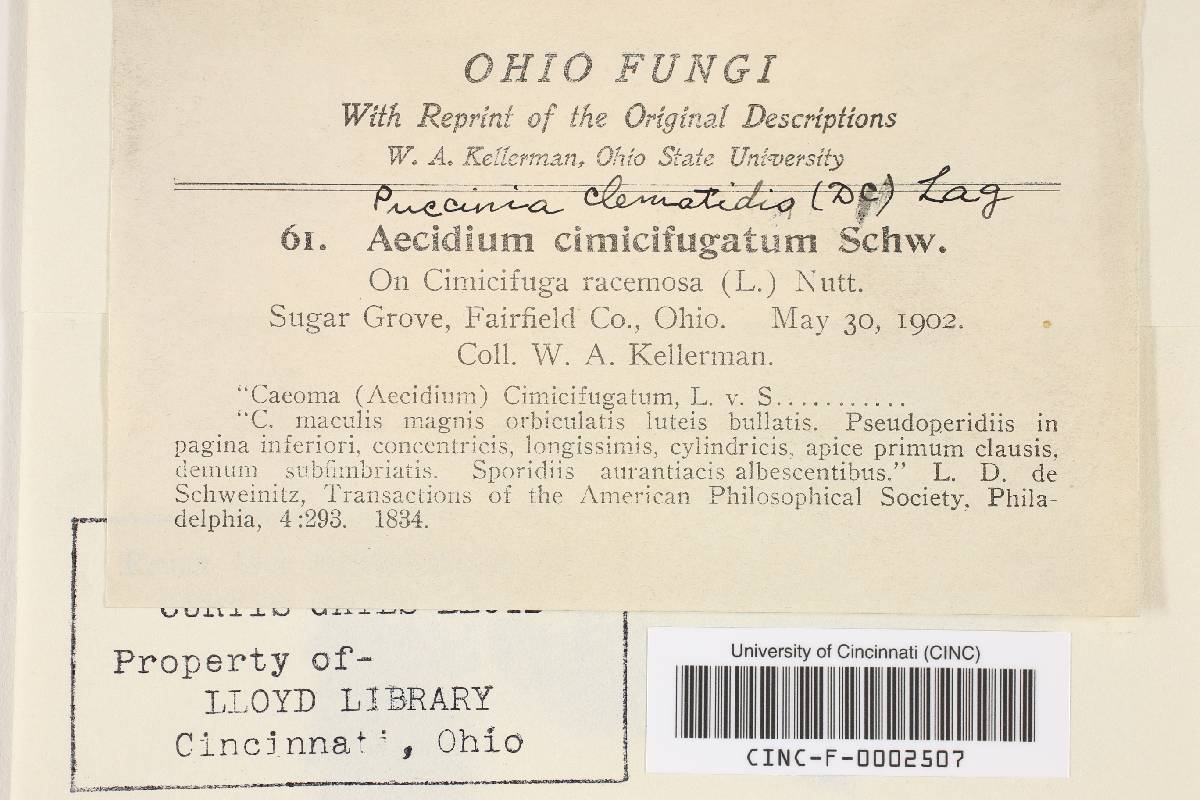 OHIO FUNGI
With Reprint of the Original Descriptions
W. A. Kellerman, Ohio State University
Puccinia clematidis (DC) Lag
61. Aecidium cimicifugatum Schw.
On Cimicifuga racemosa (L.) Nutt.
Sugar Grove, Fairfield Co., Ohio. May 30, 1902.
Coll. W. A. Kellerman.
"Caeoma (Aecidium) Cimicifugatum, L. v. S...........
"C. maculis magnis orbiculatis luteis bullatis. Pseudoperidiis in
pagina inferiori, concentricis, longissimis, cylindricis, apice primum clausis,
demum subfimbriatis. Sporidiis aurantiacis albescentibus." L. D. de
Schweinitz, Transactions of the American Philosophical Society, Phila-
delphia, 4:293. 1834.
Property of-
LLOYD LIBRARY
Cincinnati, Ohio
University of Cincinnati (CINC)
CINC-F-0002507